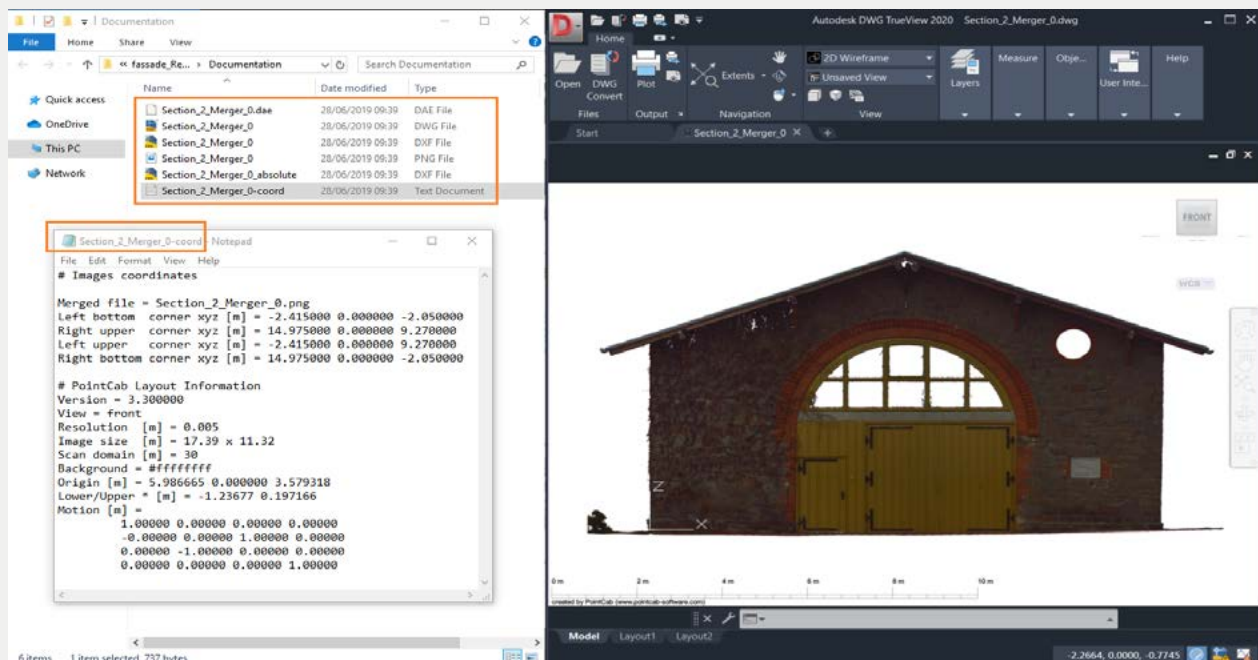 Documentation
File Home Share View
« fassade_Re... › Documentation
Search Documentation
Name Date modified Type
Quick access
OneDrive
This PC
Network
Section_2_Merger_0.dae 28/06/2019 09:39 DAE File
Section_2_Merger_0 28/06/2019 09:39 DWG File
Section_2_Merger_0 28/06/2019 09:39 DXF File
Section_2_Merger_0 28/06/2019 09:39 PNG File
Section_2_Merger_0_absolute 28/06/2019 09:39 DXF File
Section_2_Merger_0-coord 28/06/2019 09:39 Text Document
Section_2_Merger_0-coord - Notepad
File Edit Format View Help
# Images coordinates
Merged file = Section_2_Merger_0.png
Left bottom corner xyz [m] = -2.415000 0.000000 -2.050000
Right upper corner xyz [m] = 14.975000 0.000000 9.270000
Left upper corner xyz [m] = -2.415000 0.000000 9.270000
Right bottom corner xyz [m] = 14.975000 0.000000 -2.050000
# PointCab Layout Information
Version = 3.300000
View = front
Resolution [m] = 0.005
Image size [m] = 17.39 x 11.32
Scan domain [m] = 30
Background = #ffffffff
Origin [m] = 5.986665 0.000000 3.579318
Lower/Upper * [m] = -1.23677 0.197166
Motion [m] =
1.00000 0.00000 0.00000 0.00000
-0.00000 0.00000 1.00000 0.00000
0.00000 -1.00000 0.00000 0.00000
0.00000 0.00000 0.00000 1.00000
6 items 1 item selected 737 bytes
Autodesk DWG TrueView 2020 Section_2_Merger_0.dwg
Home
Open DWG Convert
Plot
Extents
2D Wireframe
Unsaved View
Layers
Measure
Obje...
User Inte...
Help
Files Output Navigation View
Start Section_2_Merger_0
FRONT
WCS
Z
X
0 m 2 m 4 m 6 m 8 m 10 m
created by PointCab (www.pointcab-software.com)
Model Layout1 Layout2
-2.2664, 0.0000, -0.7745